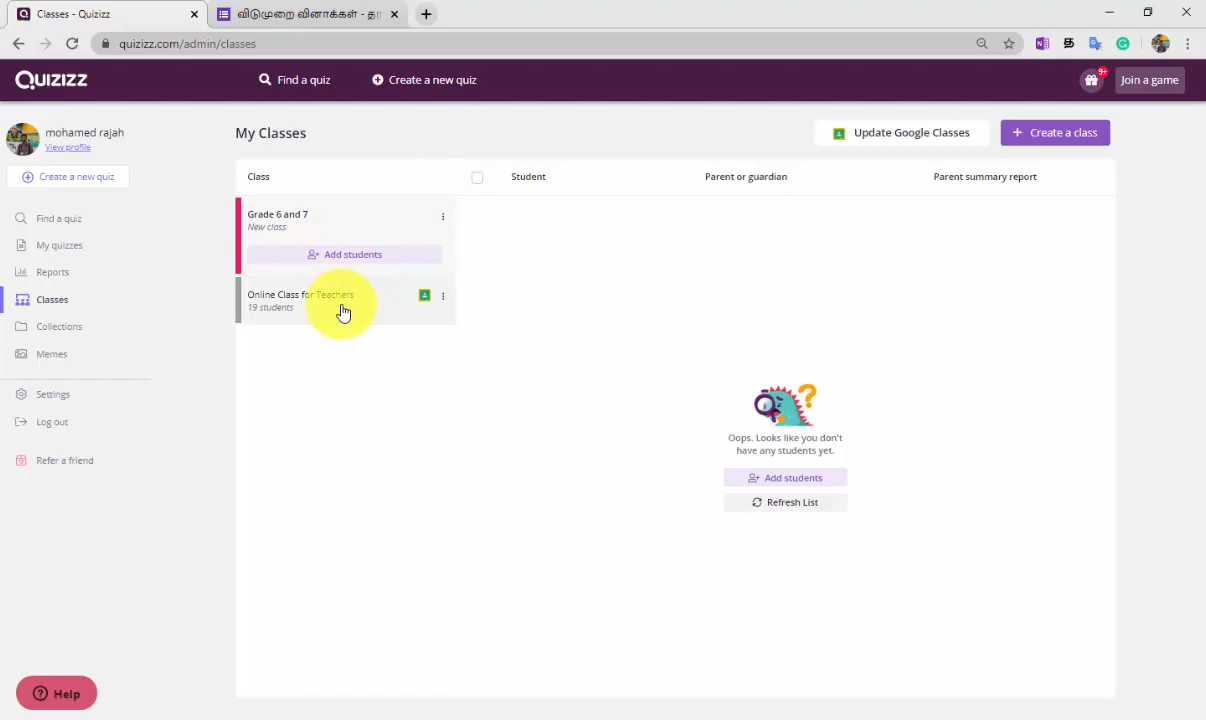 Classes - Quizizz
விடுமுறை வினாக்கள் - தர
quizizz.com/admin/classes
QUIZIZZ
Find a quiz
Create a new quiz
9+
Join a game
mohamed rajah
View profile
Create a new quiz
Find a quiz
My quizzes
Reports
Classes
Collections
Memes
Settings
Log out
Refer a friend
Help
My Classes
Update Google Classes
Create a class
Class
Student
Parent or guardian
Parent summary report
Grade 6 and 7
New class
Add students
Online Class for Teachers
19 students
Oops. Looks like you don't
have any students yet.
Add students
Refresh List